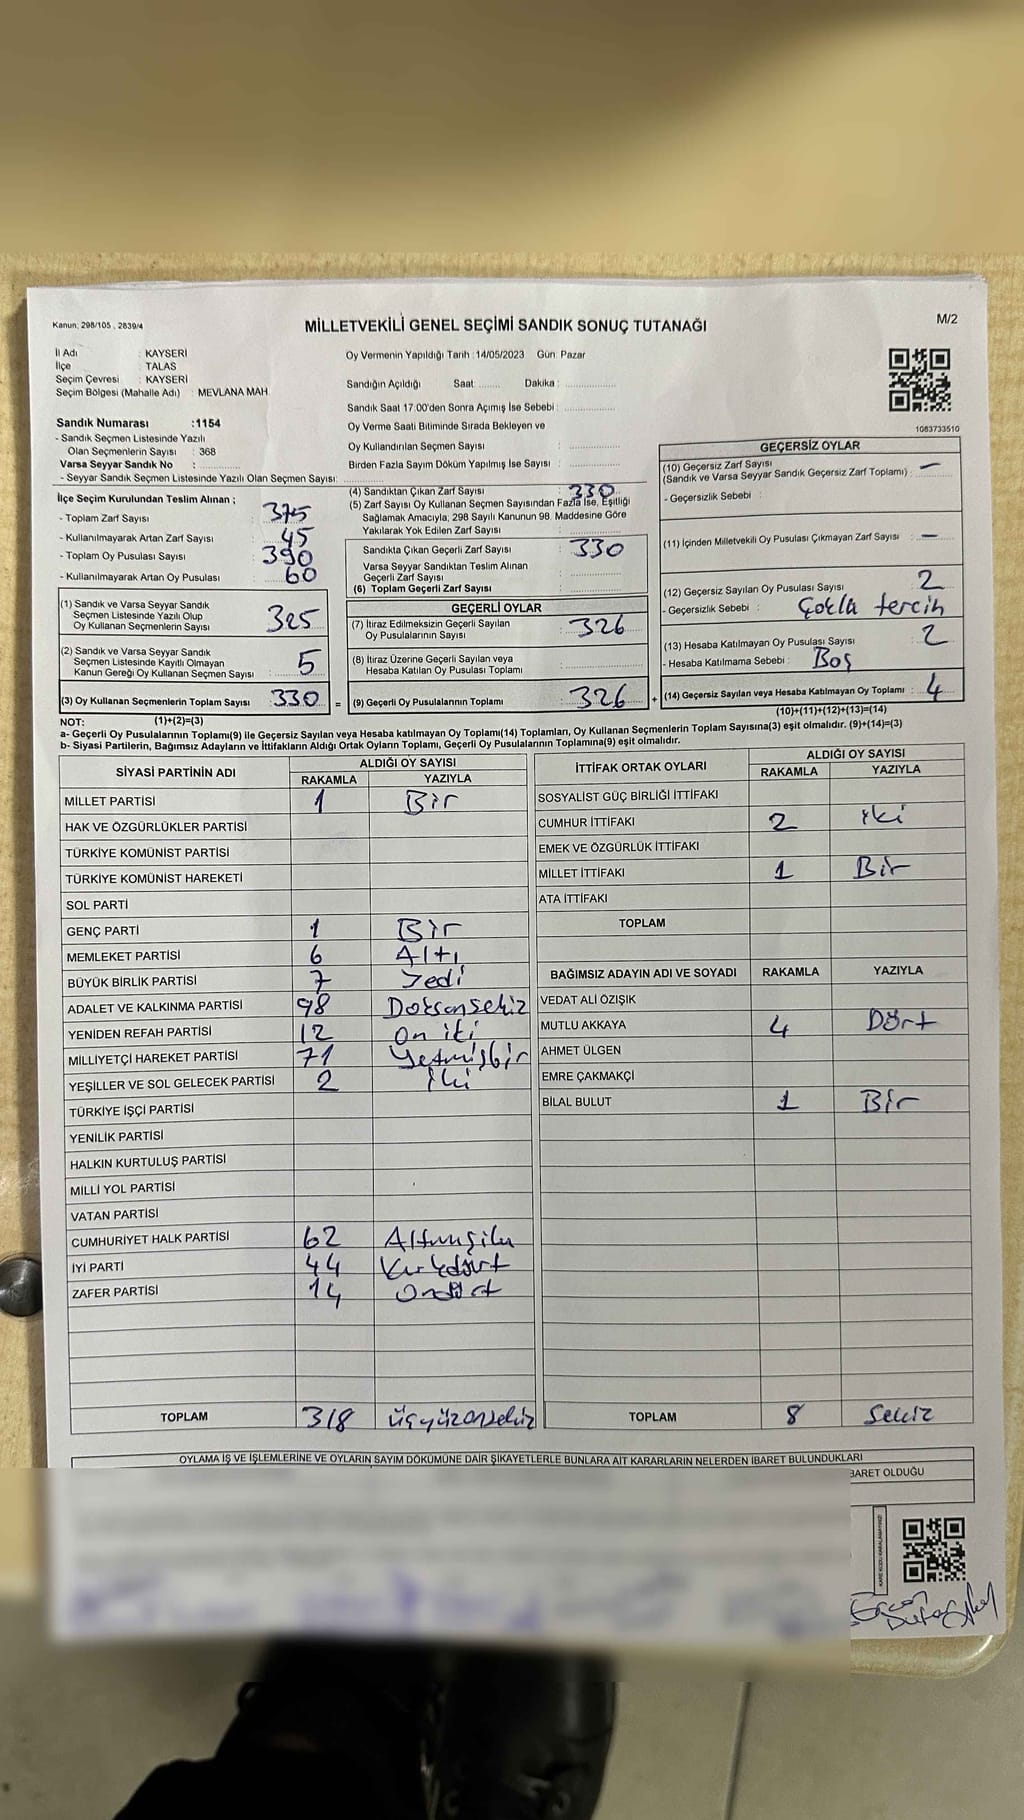 Kanun; 298/105 , 2839/4
MİLLETVEKİLİ GENEL SEÇİMİ SANDIK SONUÇ TUTANAĞI
M/2
İl Adı : KAYSERİ
İlçe : TALAS
Seçim Çevresi : KAYSERİ
Seçim Bölgesi (Mahalle Adı) : MEVLANA MAH
Oy Vermenin Yapıldığı Tarih :14/05/2023 Gün: Pazar
Sandığın Açıldığı Saat: ........ Dakika : ................
Sandık Saat 17:00'den Sonra Açımış İse Sebebi : ................
Oy Verme Saati Bitiminde Sırada Bekleyen ve
Oy Kullandırılan Seçmen Sayısı : ................
Birden Fazla Sayım Döküm Yapılmış İse Sayısı : ................
1083733510
Sandık Numarası :1154
- Sandık Seçmen Listesinde Yazılı
Olan Seçmenlerin Sayısı : 368
Varsa Seyyar Sandık No : ............
- Seyyar Sandık Seçmen Listesinde Yazılı Olan Seçmen Sayısı: ................
İlçe Seçim Kurulundan Teslim Alınan ;
- Toplam Zarf Sayısı : 375
- Kullanılmayarak Artan Zarf Sayısı : 45
- Toplam Oy Pusulası Sayısı : 390
- Kullanılmayarak Artan Oy Pusulası : 60
(1) Sandık ve Varsa Seyyar Sandık
Seçmen Listesinde Yazılı Olup
Oy Kullanan Seçmenlerin Sayısı : 325
(2) Sandık ve Varsa Seyyar Sandık
Seçmen Listesinde Kayıtlı Olmayan
Kanun Gereği Oy Kullanan Seçmen Sayısı : 5
(3) Oy Kullanan Seçmenlerin Toplam Sayısı : 330
(4) Sandıktan Çıkan Zarf Sayısı : 330
(5) Zarf Sayısı Oy Kullanan Seçmen Sayısından Fazla İse, Eşitliği
Sağlamak Amacıyla, 298 Sayılı Kanunun 98. Maddesine Göre
Yakılarak Yok Edilen Zarf Sayısı : ................
Sandıkta Çıkan Geçerli Zarf Sayısı : 330
Varsa Seyyar Sandıktan Teslim Alınan
Geçerli Zarf Sayısı : ................
(6) Toplam Geçerli Zarf Sayısı : ................
GEÇERLİ OYLAR
(7) İtiraz Edilmeksizin Geçerli Sayılan
Oy Pusulalarının Sayısı : 326
(8) İtiraz Üzerine Geçerli Sayılan veya
Hesaba Katılan Oy Pusulası Toplamı : ................
= (9) Geçerli Oy Pusulalarının Toplamı : 326 +
GEÇERSİZ OYLAR
(10) Geçersiz Zarf Sayısı
(Sandık ve Varsa Seyyar Sandık Geçersiz Zarf Toplamı) : —
- Geçersizlik Sebebi :
(11) İçinden Milletvekili Oy Pusulası Çıkmayan Zarf Sayısı : —
(12) Geçersiz Sayılan Oy Pusulası Sayısı : 2
- Geçersizlik Sebebi : Çokla tercih
(13) Hesaba Katılmayan Oy Pusulası Sayısı : 2
- Hesaba Katılmama Sebebi : Boş
(14) Geçersiz Sayılan veya Hesaba Katılmayan Oy Toplamı : 4
NOT: (1)+(2)=(3)
(10)+(11)+(12)+(13)=(14)
a- Geçerli Oy Pusulalarının Toplamı(9) ile Geçersiz Sayılan veya Hesaba katılmayan Oy Toplamı(14) Toplamları, Oy Kullanan Seçmenlerin Toplam Sayısına(3) eşit olmalıdır. (9)+(14)=(3)
b- Siyasi Partilerin, Bağımsız Adayların ve İttifakların Aldığı Ortak Oyların Toplamı, Geçerli Oy Pusulalarının Toplamına(9) eşit olmalıdır.
SİYASİ PARTİNİN ADI ALDIĞI OY SAYISI
RAKAMLA YAZIYLA
MİLLET PARTİSİ 1 Bir
HAK VE ÖZGÜRLÜKLER PARTİSİ
TÜRKİYE KOMÜNİST PARTİSİ
TÜRKİYE KOMÜNİST HAREKETİ
SOL PARTİ
GENÇ PARTİ 1 Bir
MEMLEKET PARTİSİ 6 Altı
BÜYÜK BİRLİK PARTİSİ 7 Yedi
ADALET VE KALKINMA PARTİSİ 98 Doksansekiz
YENİDEN REFAH PARTİSİ 12 On iki
MİLLİYETÇİ HAREKET PARTİSİ 71 Yetmişbir
YEŞİLLER VE SOL GELECEK PARTİSİ 2 iki
TÜRKİYE İŞÇİ PARTİSİ
YENİLİK PARTİSİ
HALKIN KURTULUŞ PARTİSİ
MİLLİ YOL PARTİSİ
VATAN PARTİSİ
CUMHURİYET HALK PARTİSİ 62 Altmışiki
İYİ PARTİ 44 Kırkdört
ZAFER PARTİSİ 14 Ondört
TOPLAM 318 üçyüzonsekiz
İTTİFAK ORTAK OYLARI ALDIĞI OY SAYISI
RAKAMLA YAZIYLA
SOSYALİST GÜÇ BİRLİĞİ İTTİFAKI
CUMHUR İTTİFAKI 2 iki
EMEK VE ÖZGÜRLÜK İTTİFAKI
MİLLET İTTİFAKI 1 Bir
ATA İTTİFAKI
TOPLAM
BAĞIMSIZ ADAYIN ADI VE SOYADI RAKAMLA YAZIYLA
VEDAT ALİ ÖZIŞIK
MUTLU AKKAYA 4 Dört
AHMET ÜLGEN
EMRE ÇAKMAKÇİ
BİLAL BULUT 1 Bir
TOPLAM 8 Sekiz
OYLAMA İŞ VE İŞLEMLERİNE VE OYLARIN SAYIM DÖKÜMÜNE DAİR ŞİKAYETLERLE BUNLARA AİT KARARLARIN NELERDEN İBARET BULUNDUKLARI
BARET OLDUĞU
KARE KODU KARALAMAYINIZ!